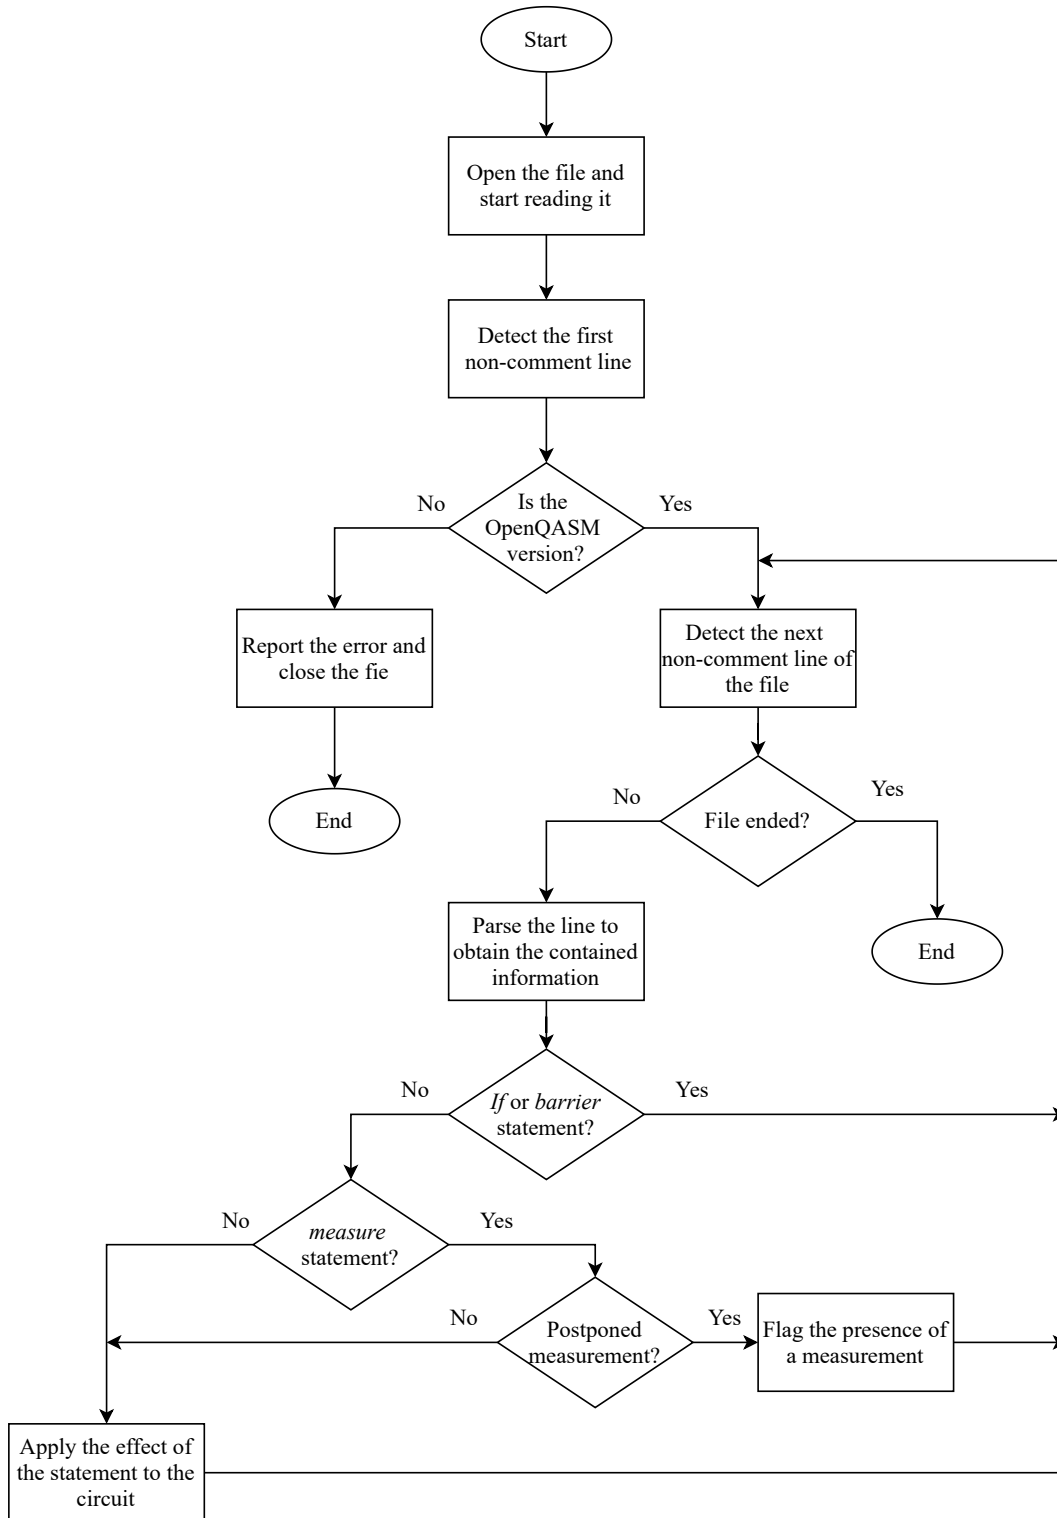 Start
Open the file and
start reading it
Detect the first
non-comment line
No
Is the
OpenQASM
version?
Yes
Report the error and
close the fie
Detect the next
non-comment line of
the file
End
No
File ended?
Yes
Parse the line to
obtain the contained
information
End
No
If or barrier
statement?
Yes
No
measure
statement?
Yes
No
Postponed
measurement?
Yes
Flag the presence of
a measurement
Apply the effect of
the statement to the
circuit